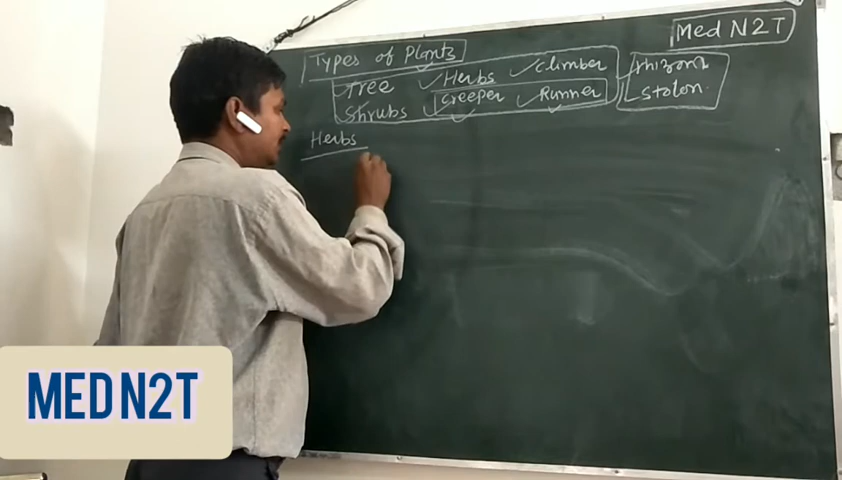 Med N2T
Types of Plants
Tree Herbs climber rhizome
Shrubs creeper Runner stolon
Herbs
MED N2T